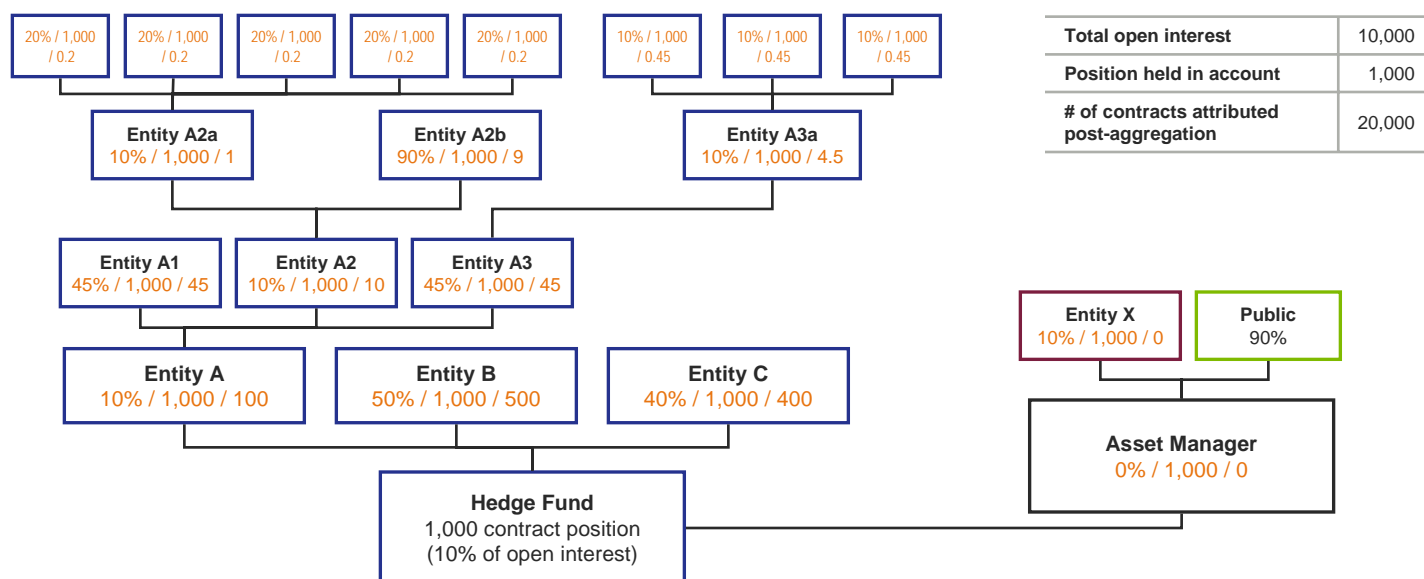 20% / 1,000
/ 0.2
20% / 1,000
/ 0.2
20% / 1,000
/ 0.2
20% / 1,000
/ 0.2
20% / 1,000
/ 0.2
10% / 1,000
/ 0.45
10% / 1,000
/ 0.45
10% / 1,000
/ 0.45
Total open interest 10,000
Position held in account 1,000
# of contracts attributed
post-aggregation 20,000
Entity A2a
10% / 1,000 / 1
Entity A2b
90% / 1,000 / 9
Entity A3a
10% / 1,000 / 4.5
Entity A1
45% / 1,000 / 45
Entity A2
10% / 1,000 / 10
Entity A3
45% / 1,000 / 45
Entity X
10% / 1,000 / 0
Public
90%
Entity A
10% / 1,000 / 100
Entity B
50% / 1,000 / 500
Entity C
40% / 1,000 / 400
Asset Manager
0% / 1,000 / 0
Hedge Fund
1,000 contract position
(10% of open interest)